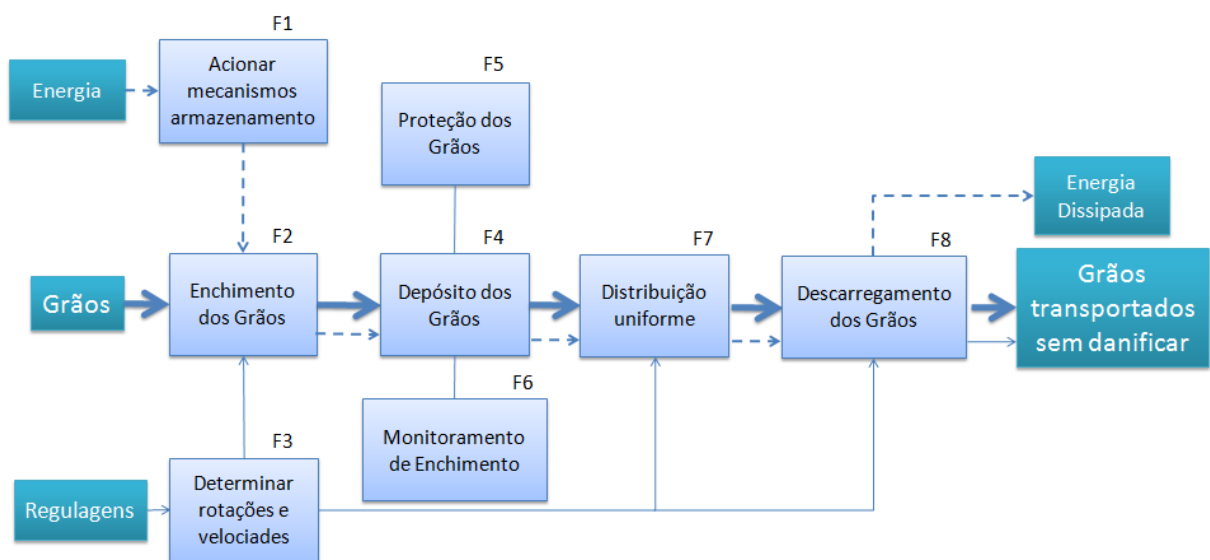 F1
Energia
Acionar
mecanismos
armazenamento
F5
Proteção dos
Grãos
Energia
Dissipada
F2
F4
F7
F8
Grãos
Enchimento
dos Grãos
Depósito dos
Grãos
Distribuição
uniforme
Descarregamento
dos Grãos
Grãos
transportados
sem danificar
F3
F6
Monitoramento
de Enchimento
Regulagens
Determinar
rotações e
velociades